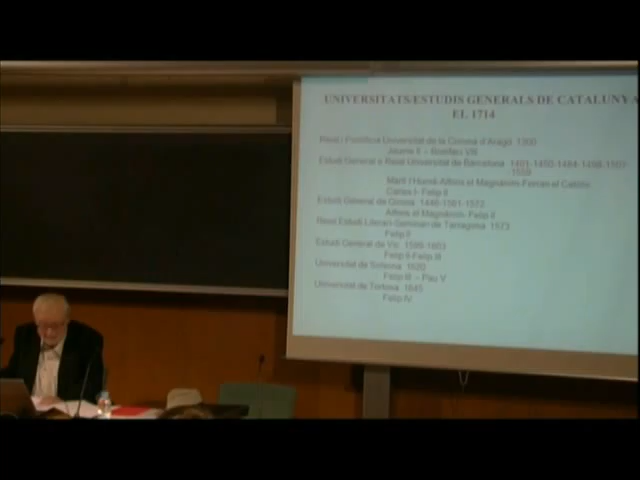 UNIVERSITATS/ESTUDIS GENERALS DE CATALUNYA
EL 1714
Reial i Pontifícia Universitat de la Corona d'Aragó 1300
Jaume II – Bonifaci VIII
Estudi General o Reial Universitat de Barcelona 1401-1450-1464-1498-1507
-1559
Martí l'Humà-Alfons el Magnànim-Ferran el Catòlic
Carles I- Felip II
Estudi General de Girona 1446-1561-1572
Alfons el Magnànim- Felip II
Reial Estudi Literari-Seminari de Tarragona 1573
Felip II
Estudi General de Vic 1599-1603
Felip II-Felip III
Universitat de 1620
Felip III – Pau V
Universitat de Tortosa 1645
Felip IV